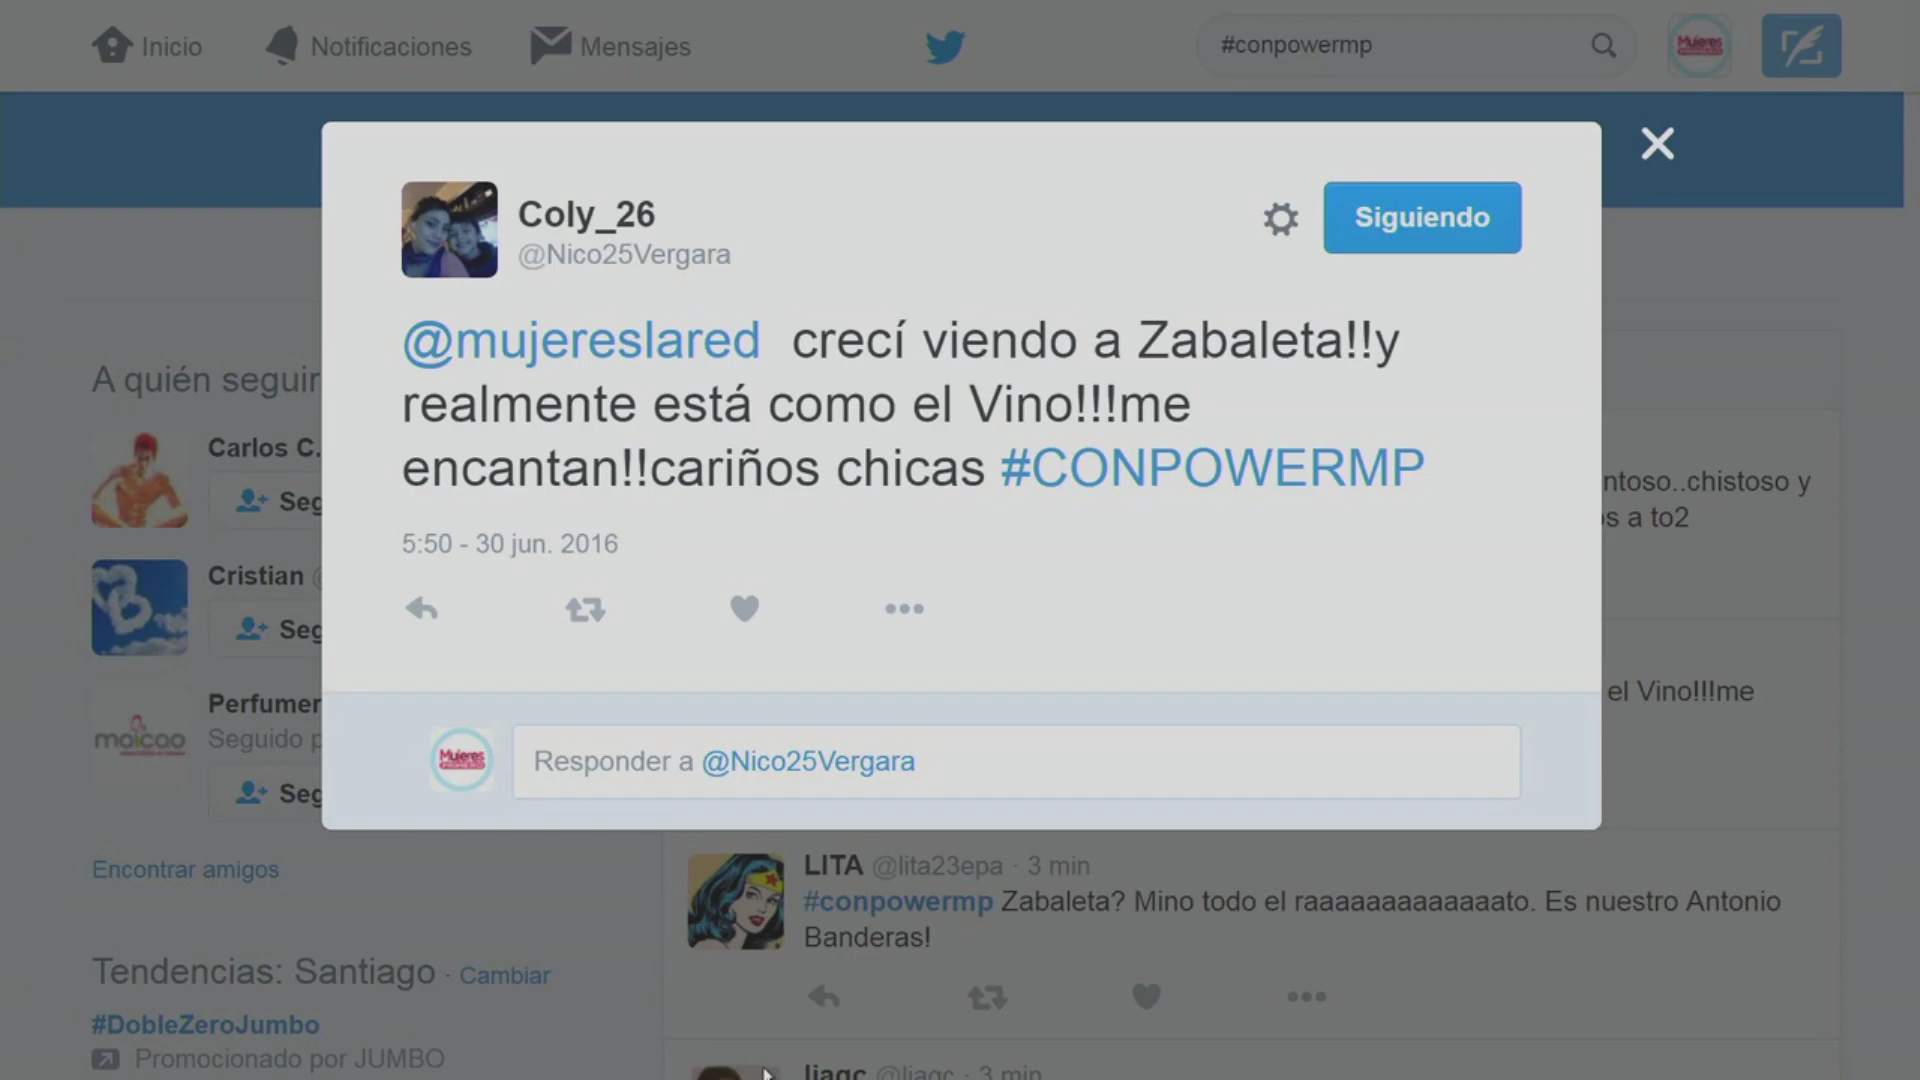 Inicio
Notificaciones
Mensajes
#conpowermp
Mujeres
Coly_26
@Nico25Vergara
Siguiendo
@mujereslared crecí viendo a Zabaleta!!y
realmente está como el Vino!!!me
encantan!!cariños chicas #CONPOWERMP
5:50 - 30 jun. 2016
Mujeres
Responder a @Nico25Vergara
A quién seguir
Carlos C.
Seg
Cristian
Seg
maicao
Perfumer
Seguido p
Seg
Encontrar amigos
Tendencias: Santiago · Cambiar
#DobleZeroJumbo
Promocionado por JUMBO
ntoso..chistoso y
s a to2
el Vino!!!me
LITA @lita23epa · 3 min
#conpowermp Zabaleta? Mino todo el raaaaaaaaaaaaato. Es nuestro Antonio
Banderas!
liagc @liagc · 3 min